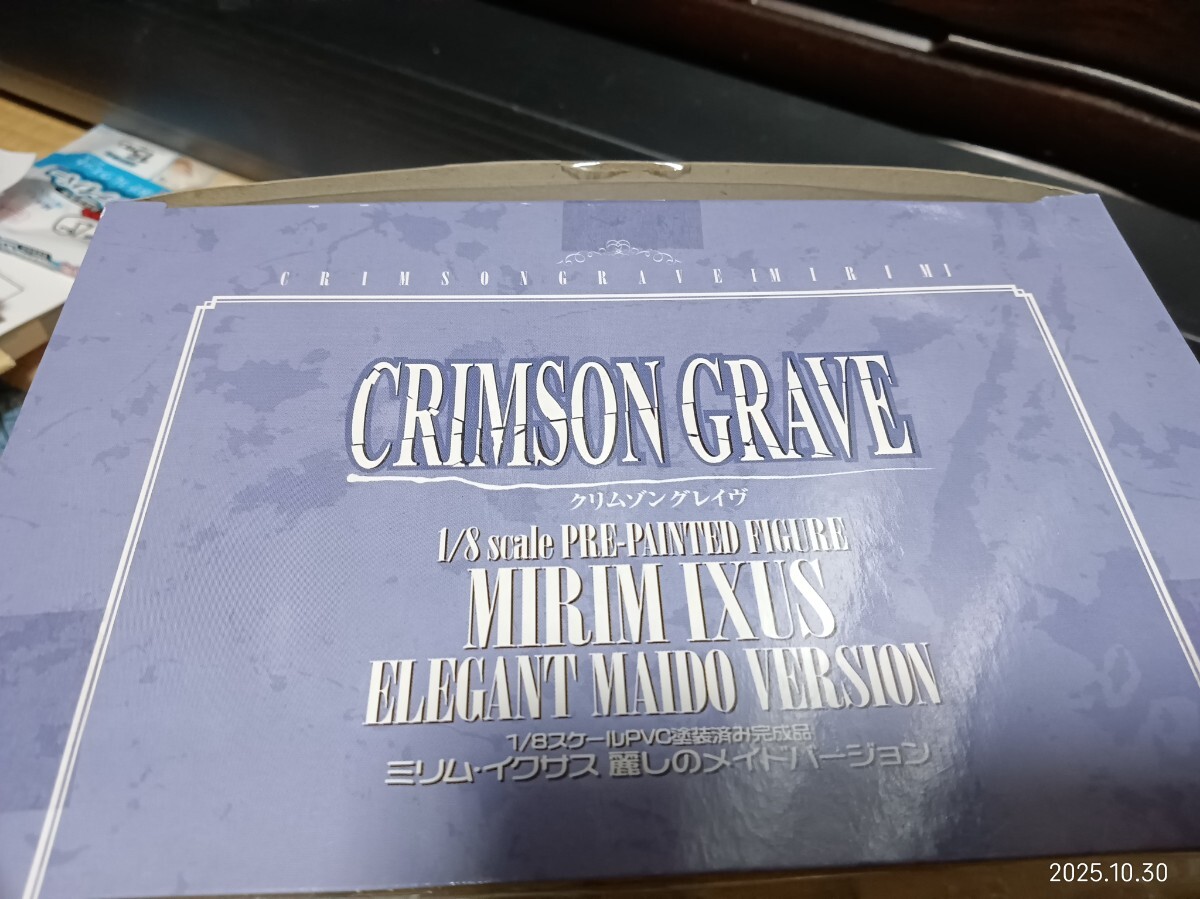 CRIMSON GRAVE [MIRIM]
CRIMSON GRAVE
クリムゾン グレイヴ
1/8 scale PRE-PAINTED FIGURE
MIRIM IXUS
ELEGANT MAIDO VERSION
1/8スケールPVC塗装済み完成品
ミリム・イクサス 麗しのメイドバージョン
2025.10.30